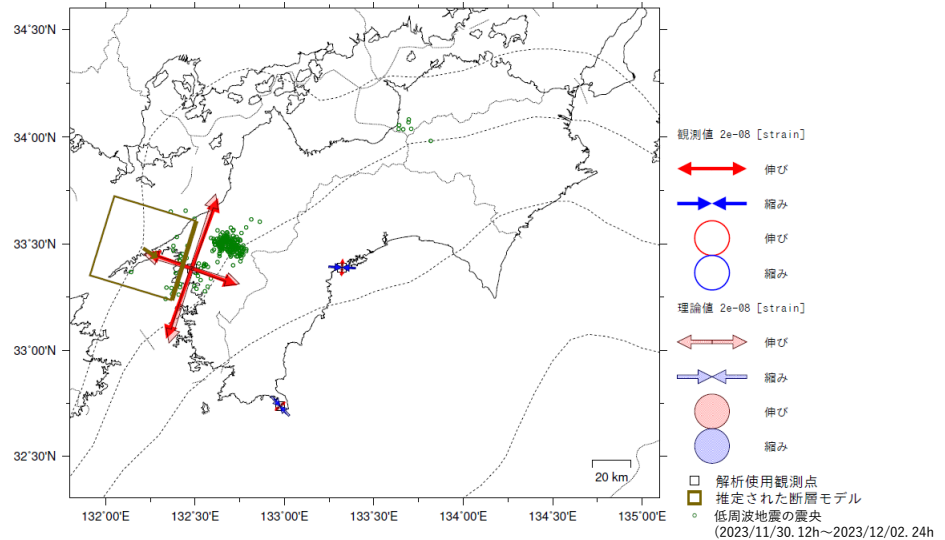 34°30'N
34°00'N
33°30'N
33°00'N
32°30'N
132°00'E
132°30'E
133°00'E
133°30'E
134°00'E
134°30'E
135°00'E
20 km
観測値 2e-08 [strain]
伸び
縮み
伸び
縮み
理論値 2e-08 [strain]
伸び
縮み
伸び
縮み
解析使用観測点
推定された断層モデル
低周波地震の震央
(2023/11/30. 12h～2023/12/02. 24h